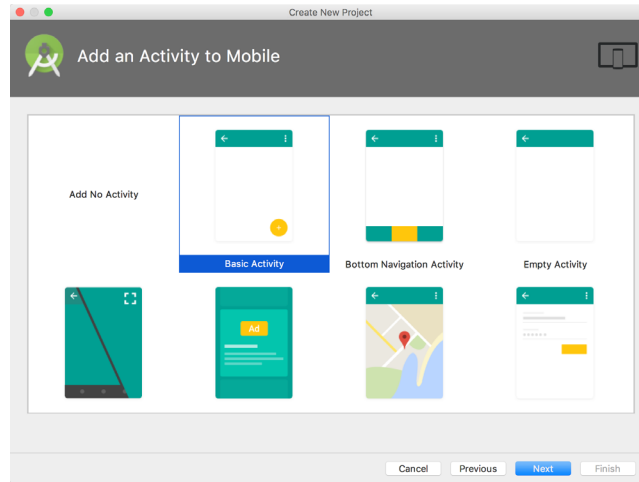 Create New Project
Add an Activity to Mobile
Add No Activity
Basic Activity
Bottom Navigation Activity
Empty Activity
Ad
Cancel
Previous
Next
Finish